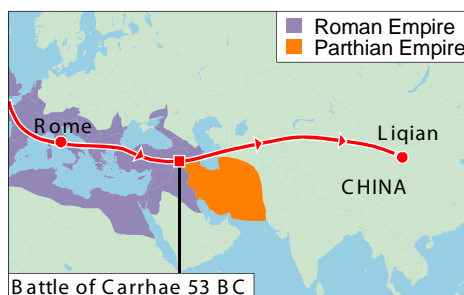 Roman Empire
Parthian Empire
Rome
Liqian
CHINA
Battle of Carrhae 53 BC